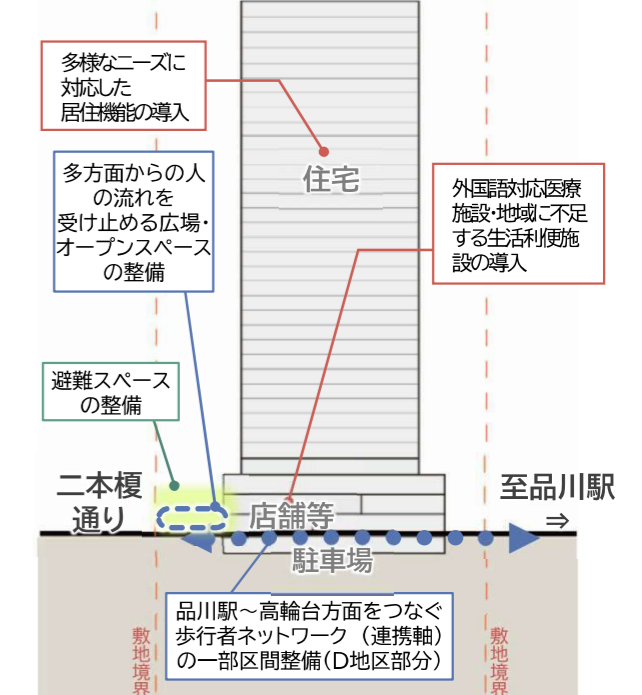 多様なニーズに
対応した
居住機能の導入
多方面からの人
の流れを
受け止める広場・
オープンスペース
の整備
住宅
外国語対応医療
施設・地域に不足
する生活利便施
設の導入
避難スペース
の整備
二本榎
通り
店舗等
至品川駅
⇒
駐車場
品川駅～高輪台方面をつなぐ
歩行者ネットワーク（連携軸）
の一部区間整備（D地区部分）
敷地境界
敷地境界